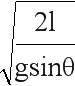 √(2l / gsinθ)